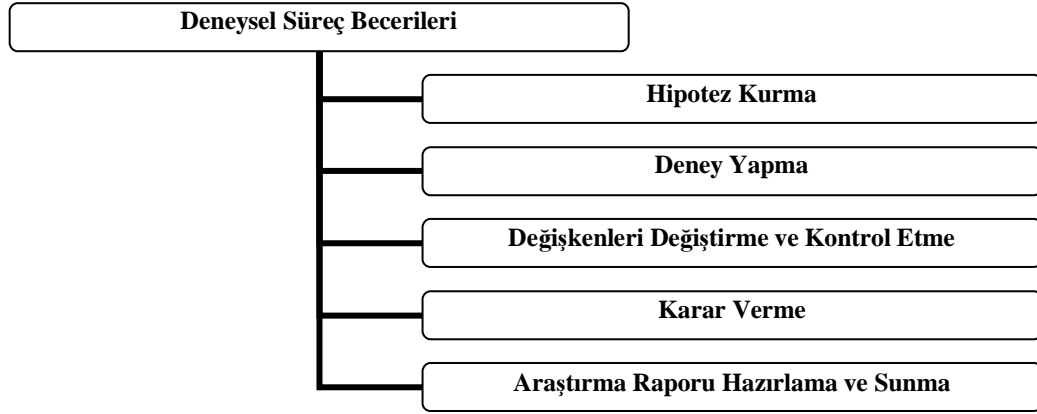 Deneysel Süreç Becerileri
Hipotez Kurma
Deney Yapma
Değişkenleri Değiştirme ve Kontrol Etme
Karar Verme
Araştırma Raporu Hazırlama ve Sunma